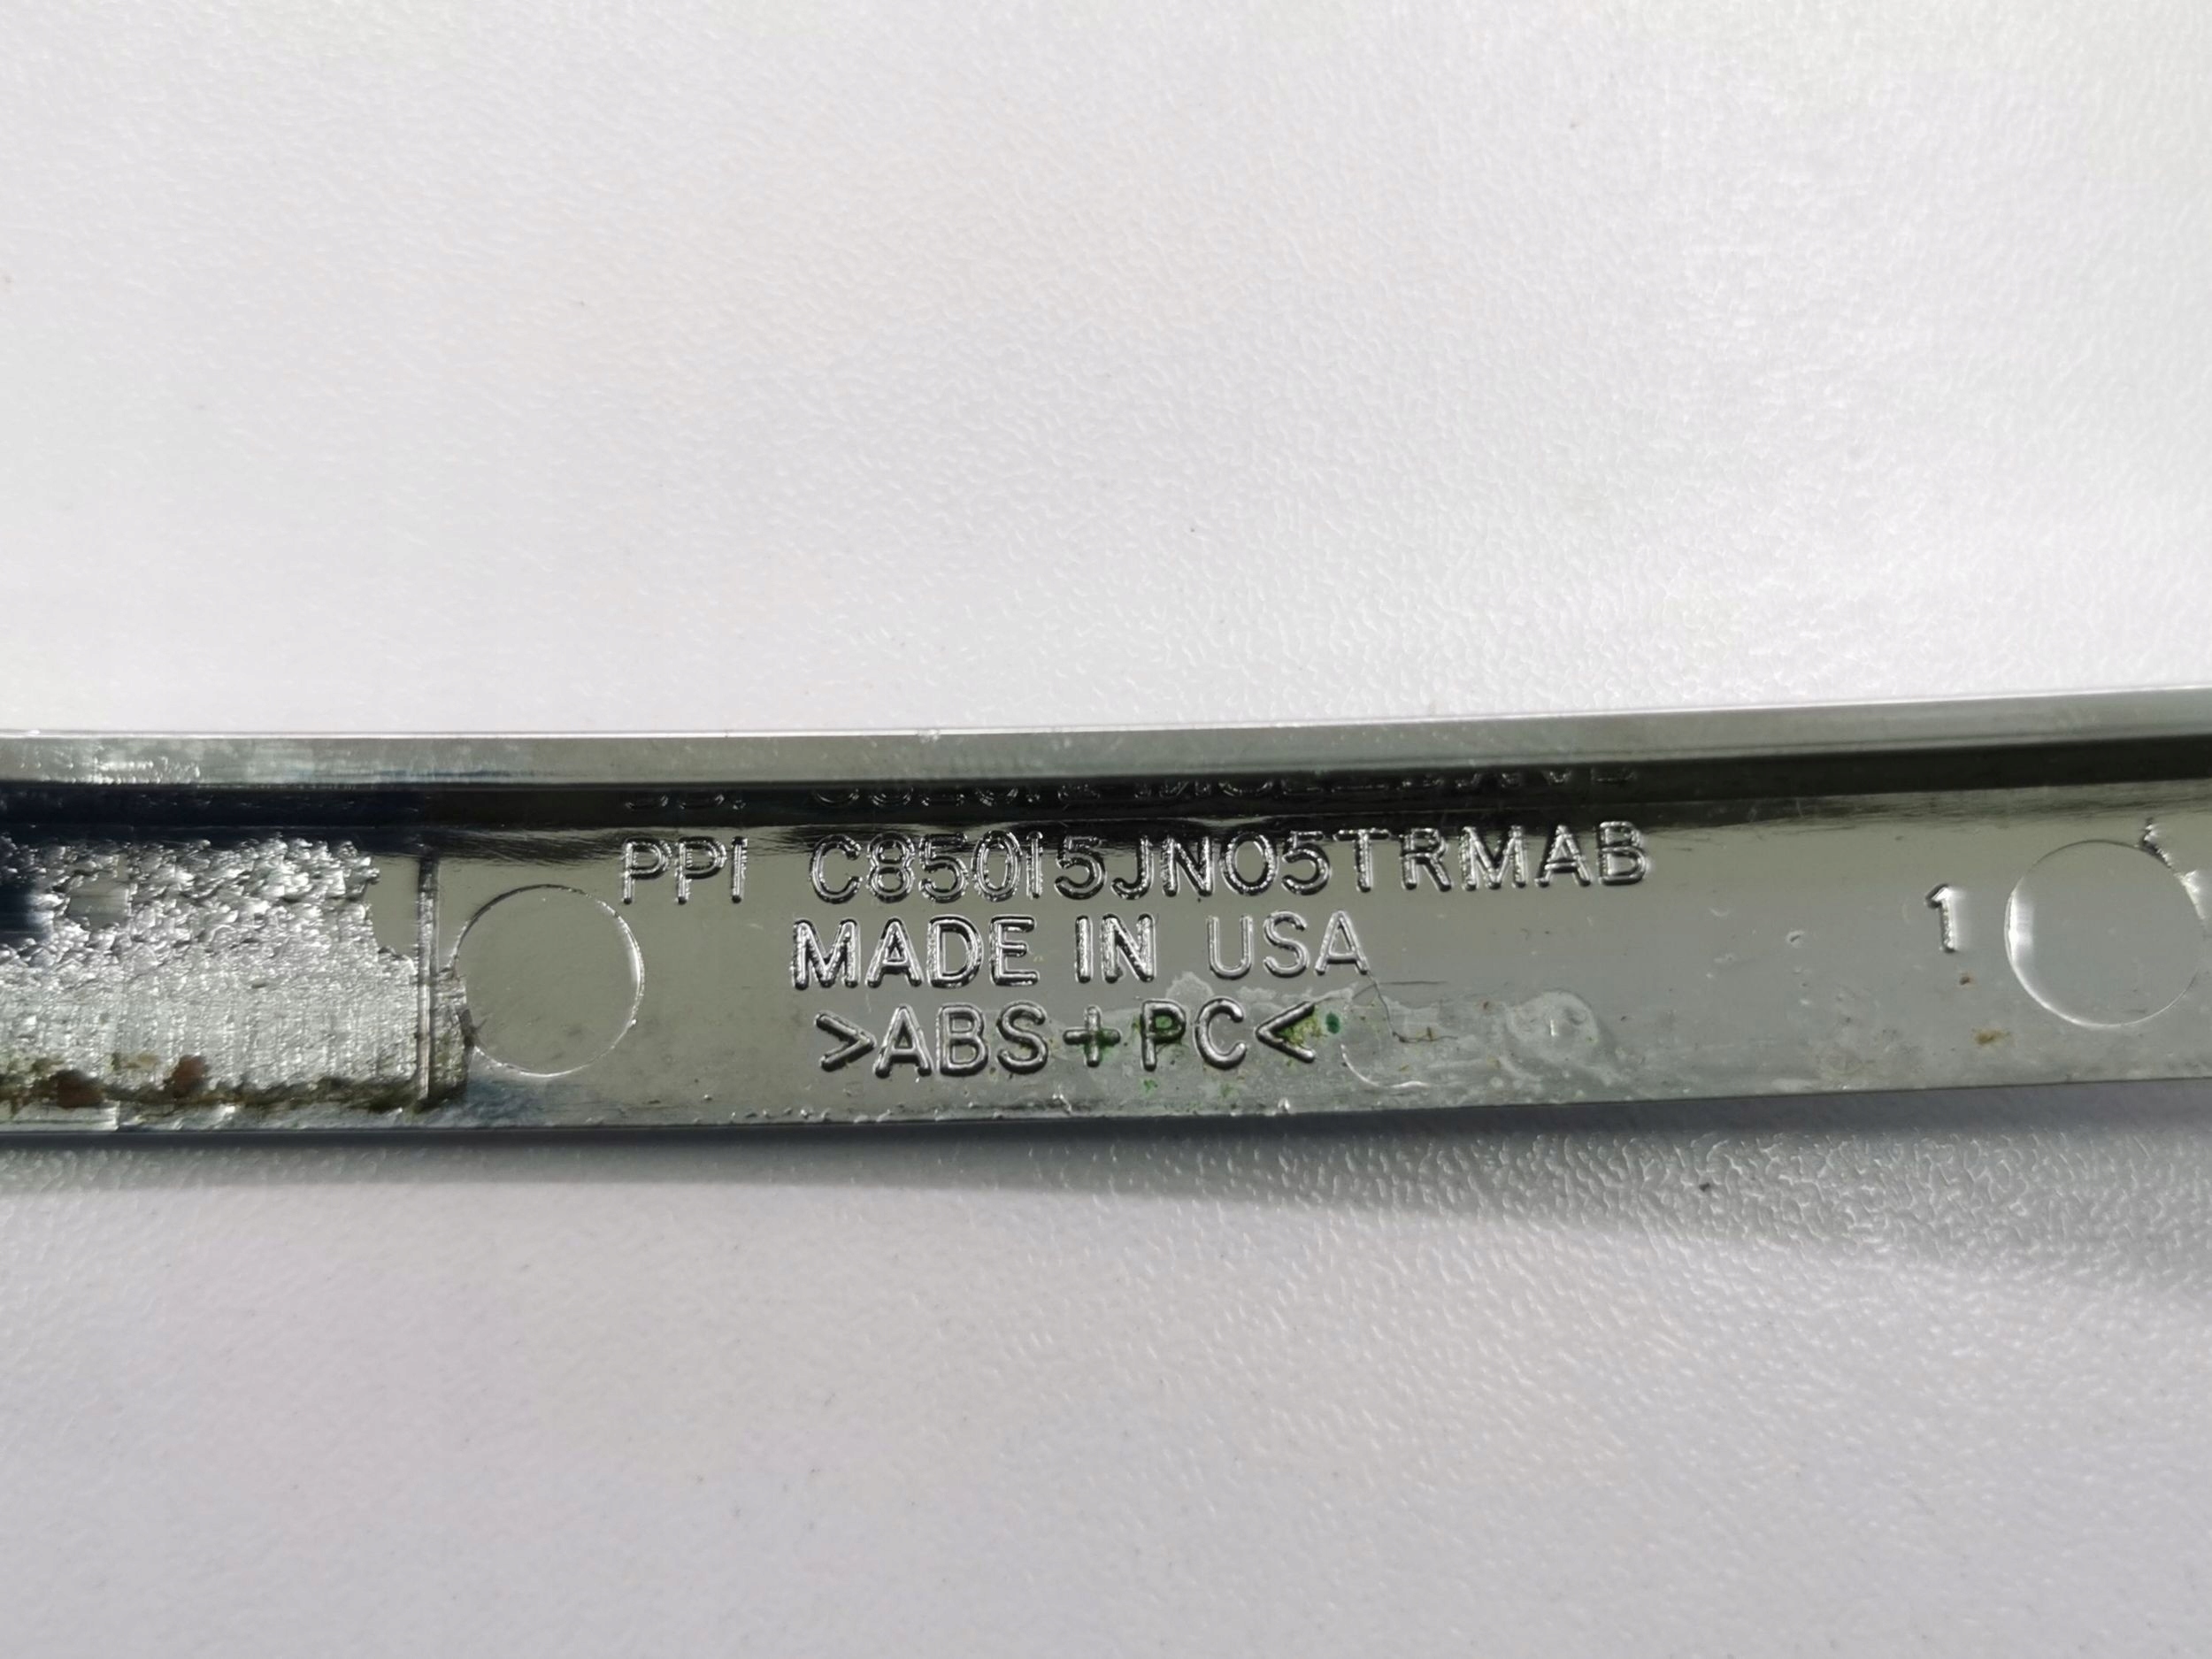 PPI C85015JN05TRMAB
MADE IN USA
>ABS+PC<
1